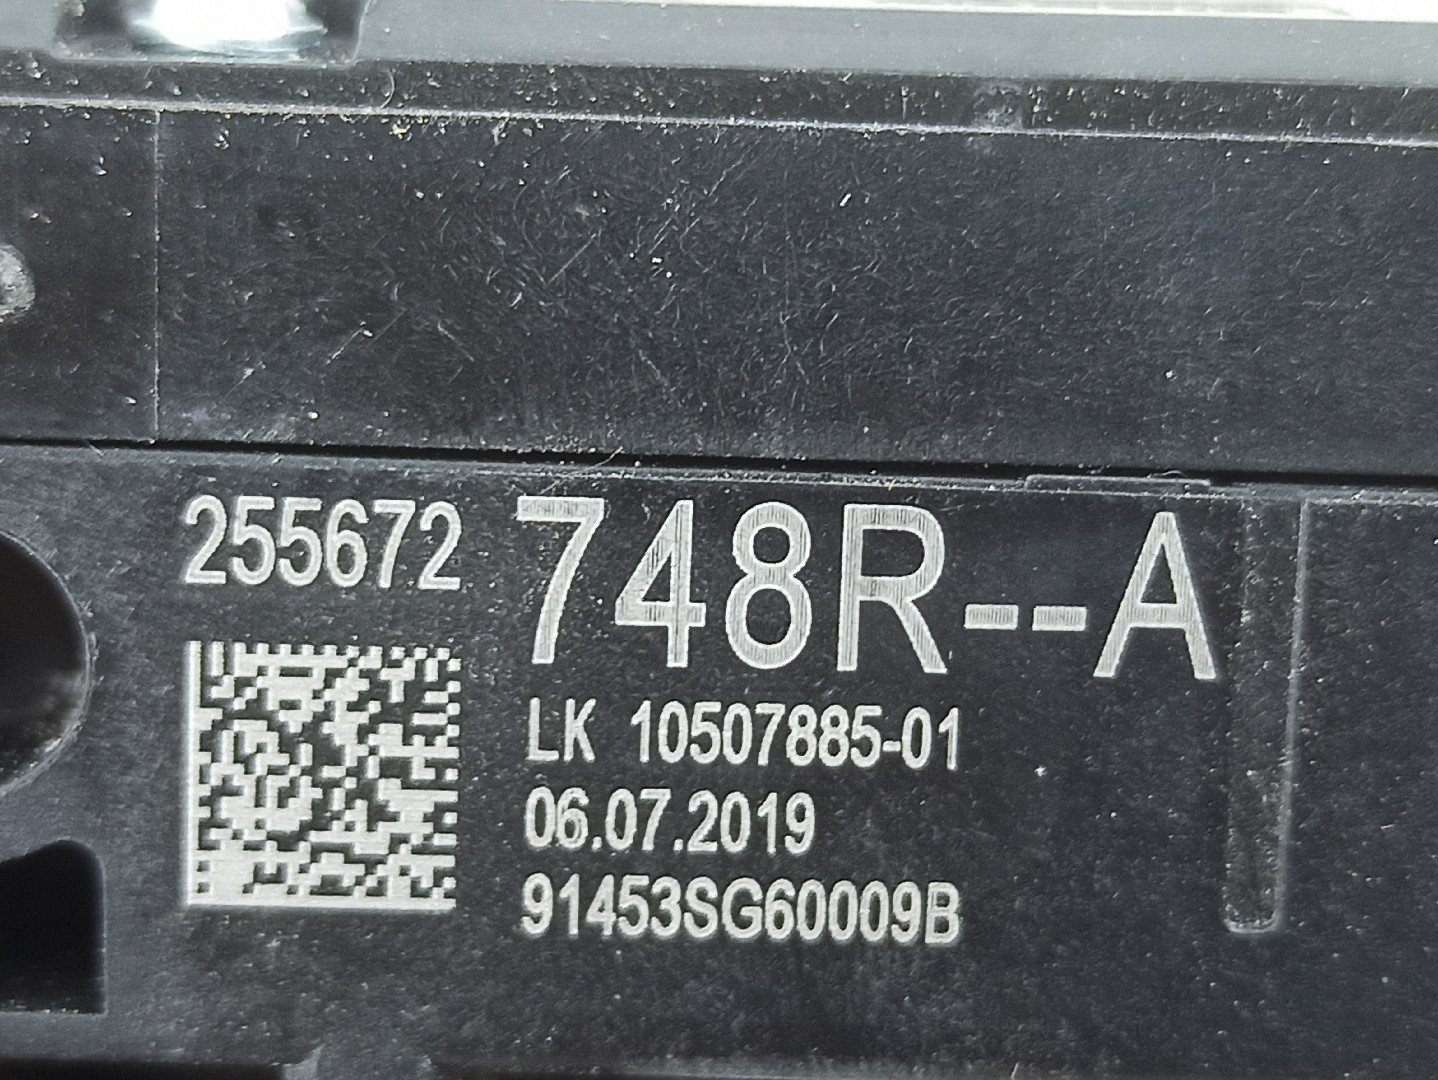 255672 748R--A
LK 10507885-01
06.07.2019
91453SG60009B